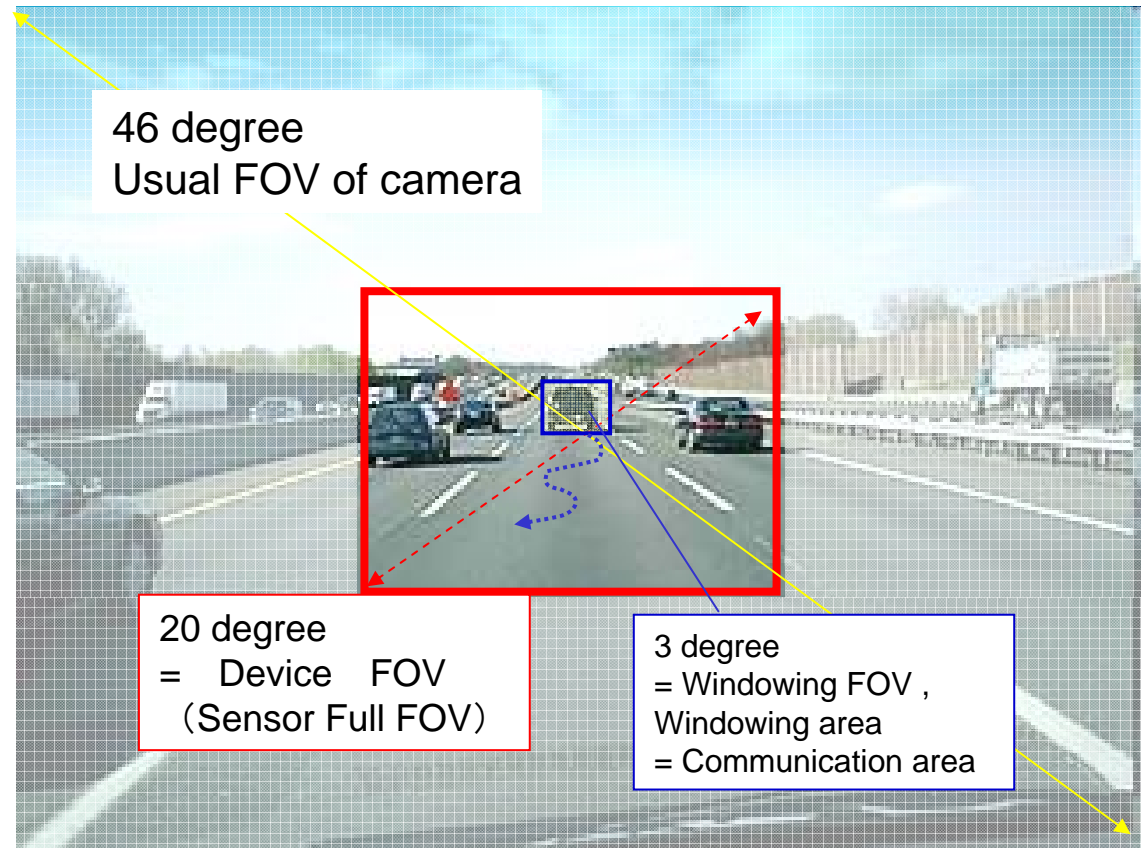 46 degree
Usual FOV of camera
20 degree
= Device FOV
（Sensor Full FOV）
3 degree
= Windowing FOV ,
Windowing area
= Communication area